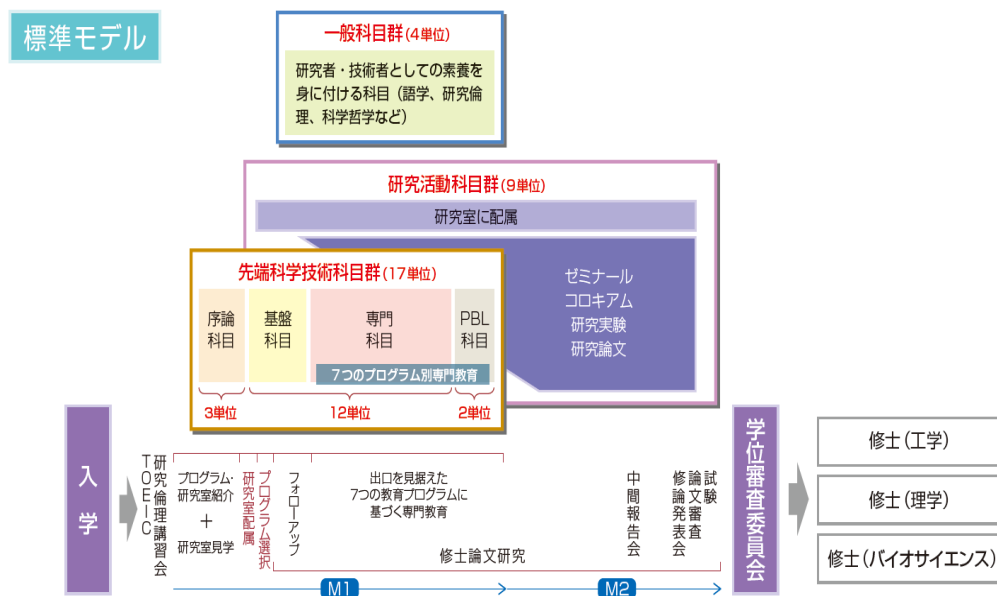 標準モデル
一般科目群(4単位)
研究者・技術者としての素養を
身に付ける科目（語学、研究倫
理、科学哲学など）
研究活動科目群(9単位)
研究室に配属
ゼミナール
コロキアム
研究実験
研究論文
先端科学技術科目群(17単位)
序論
科目
基盤
科目
専門
科目
PBL
科目
7つのプログラム別専門教育
3単位
12単位
2単位
入学
研究倫理講習会
TOEIC
プログラム・
研究室紹介
＋
研究室見学
研究室配属
プログラム選択
フォローアップ
出口を見据えた
7つの教育プログラムに
基づく専門教育
修士論文研究
中間報告会
試験
論文審査
修論発表会
M1
M2
学位審査委員会
修士(工学)
修士(理学)
修士(バイオサイエンス)